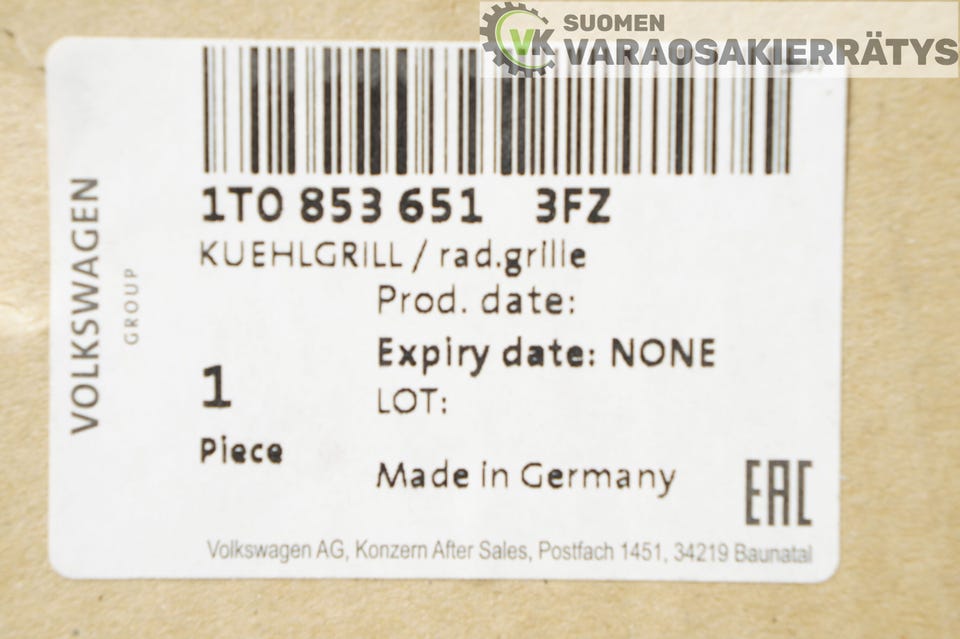 SUOMEN
VARAOSAKIERRÄTYS
VK
1T0 853 651 3FZ
KUEHLGRILL / rad.grille
Prod. date:
Expiry date: NONE
1
LOT:
Piece
Made in Germany
EAC
Volkswagen AG, Konzern After Sales, Postfach 1451, 34219 Baunatal
VOLKSWAGEN
GROUP